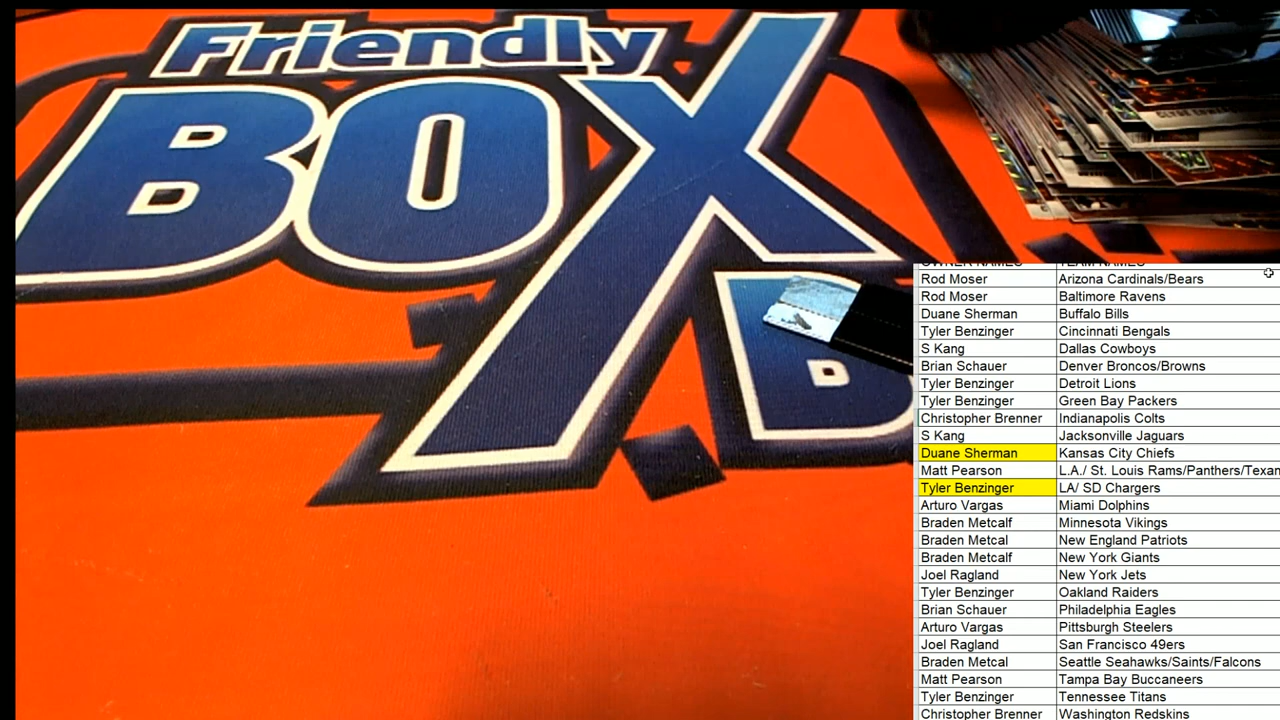 Friendly
BOX
B
OWNER NAMES TEAM NAMES
Rod Moser Arizona Cardinals/Bears
Rod Moser Baltimore Ravens
Duane Sherman Buffalo Bills
Tyler Benzinger Cincinnati Bengals
S Kang Dallas Cowboys
Brian Schauer Denver Broncos/Browns
Tyler Benzinger Detroit Lions
Tyler Benzinger Green Bay Packers
Christopher Brenner Indianapolis Colts
S Kang Jacksonville Jaguars
Duane Sherman Kansas City Chiefs
Matt Pearson L.A./ St. Louis Rams/Panthers/Texan
Tyler Benzinger LA/ SD Chargers
Arturo Vargas Miami Dolphins
Braden Metcalf Minnesota Vikings
Braden Metcal New England Patriots
Braden Metcalf New York Giants
Joel Ragland New York Jets
Tyler Benzinger Oakland Raiders
Brian Schauer Philadelphia Eagles
Arturo Vargas Pittsburgh Steelers
Joel Ragland San Francisco 49ers
Braden Metcal Seattle Seahawks/Saints/Falcons
Matt Pearson Tampa Bay Buccaneers
Tyler Benzinger Tennessee Titans
Christopher Brenner Washington Redskins